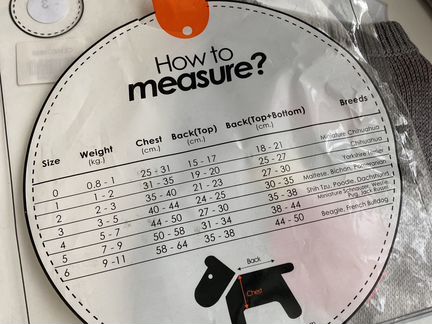 How to
measure?
Size Weight (kg.) Chest (cm.) Back(Top) (cm.) Back(Top+Bottom) (cm.) Breeds
0 0.8 - 1 25 - 31 15 - 17 18 - 21 Miniature Chihuahua
1 1 - 2 31 - 35 19 - 20 25 - 27 Chihuahua
2 2 - 3 35 - 40 21 - 23 27 - 30 Yorkshire Terrier
3 3 - 5 40 - 44 24 - 25 30 - 35 Maltese, Bichon, Pomeranian
4 5 - 7 44 - 50 27 - 30 35 - 38 Shih Tzu, Poodle, Dachshund
5 7 - 9 50 - 58 31 - 34 38 - 44 Miniature Schnauzer, Westie, Pug, Jack Russell
6 9 - 11 58 - 64 35 - 38 44 - 50 Beagle, French Bulldog
Back
Chest